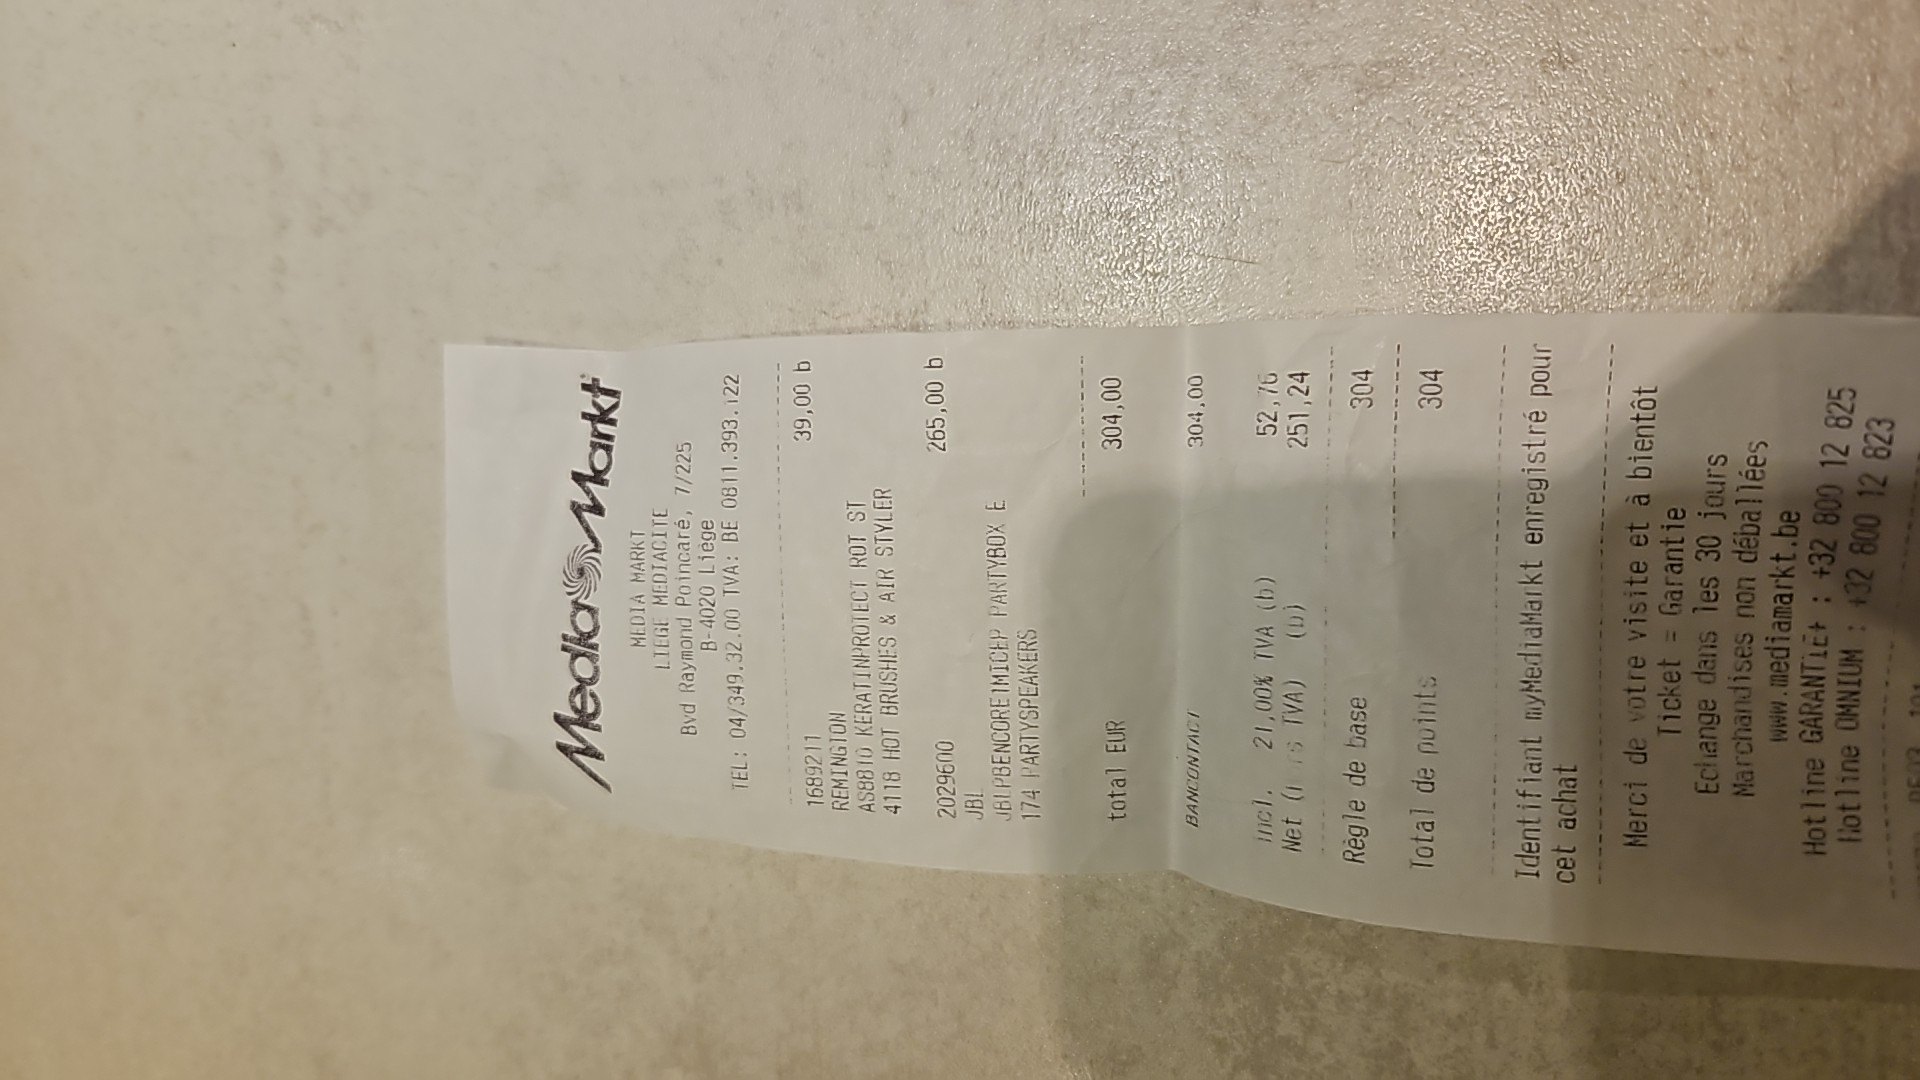 Media Markt
MEDIA MARKT
LIEGE MEDIACITE
Bvd Raymond Poincaré, 7/225
B-4020 Liège
TEL: 04/349.32.00 TVA: BE 0811.393.122
1689211 39,00 b
REMINGTON
AS8810 KERATINPROTECT ROT ST
4118 HOT BRUSHES & AIR STYLER
2029600 265,00 b
JBL
JBLPBENCORE1MICEP PARTYBOX E
174 PARTYSPEAKERS
total EUR 304,00
BANCONTACT 304,00
Incl. 21,00% TVA (b) 52,76
Net TVA) (b) 251,24
Règle de base 304
Total de points 304
Identifiant myMediaMarkt enregistré pour
cet achat
Merci de votre visite et à bientôt
Ticket = Garantie
Echange dans les 30 jours
Marchandises non déballées
www.mediamarkt.be
Hotline GARANTiE+ : +32 800 12 825
Hotline OMNIUM : +32 800 12 823